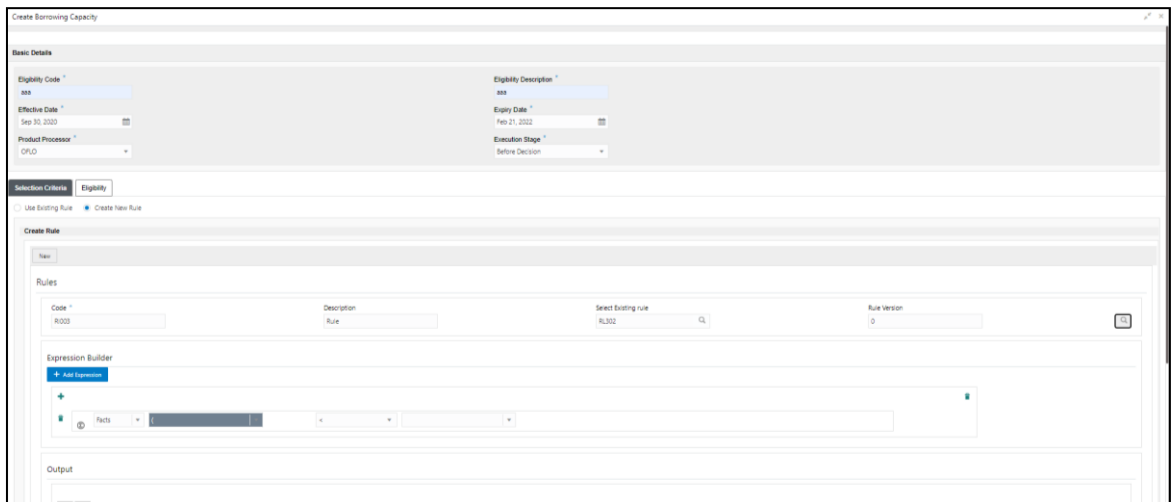 Create Borrowing Capacity
Basic Details
Eligibility Code * Eligibility Description *
aaa aaa
Effective Date * Expiry Date *
Sep 30, 2020 Feb 21, 2022
Product Processor * Execution Stage *
OFLO Before Decision
Selection Criteria Eligibility
Use Existing Rule Create New Rule
Create Rule
New
Rules
Code * Description Select Existing rule Rule Version
Rule RL302 0
Expression Builder
+ Add Expression
Facts <
Output